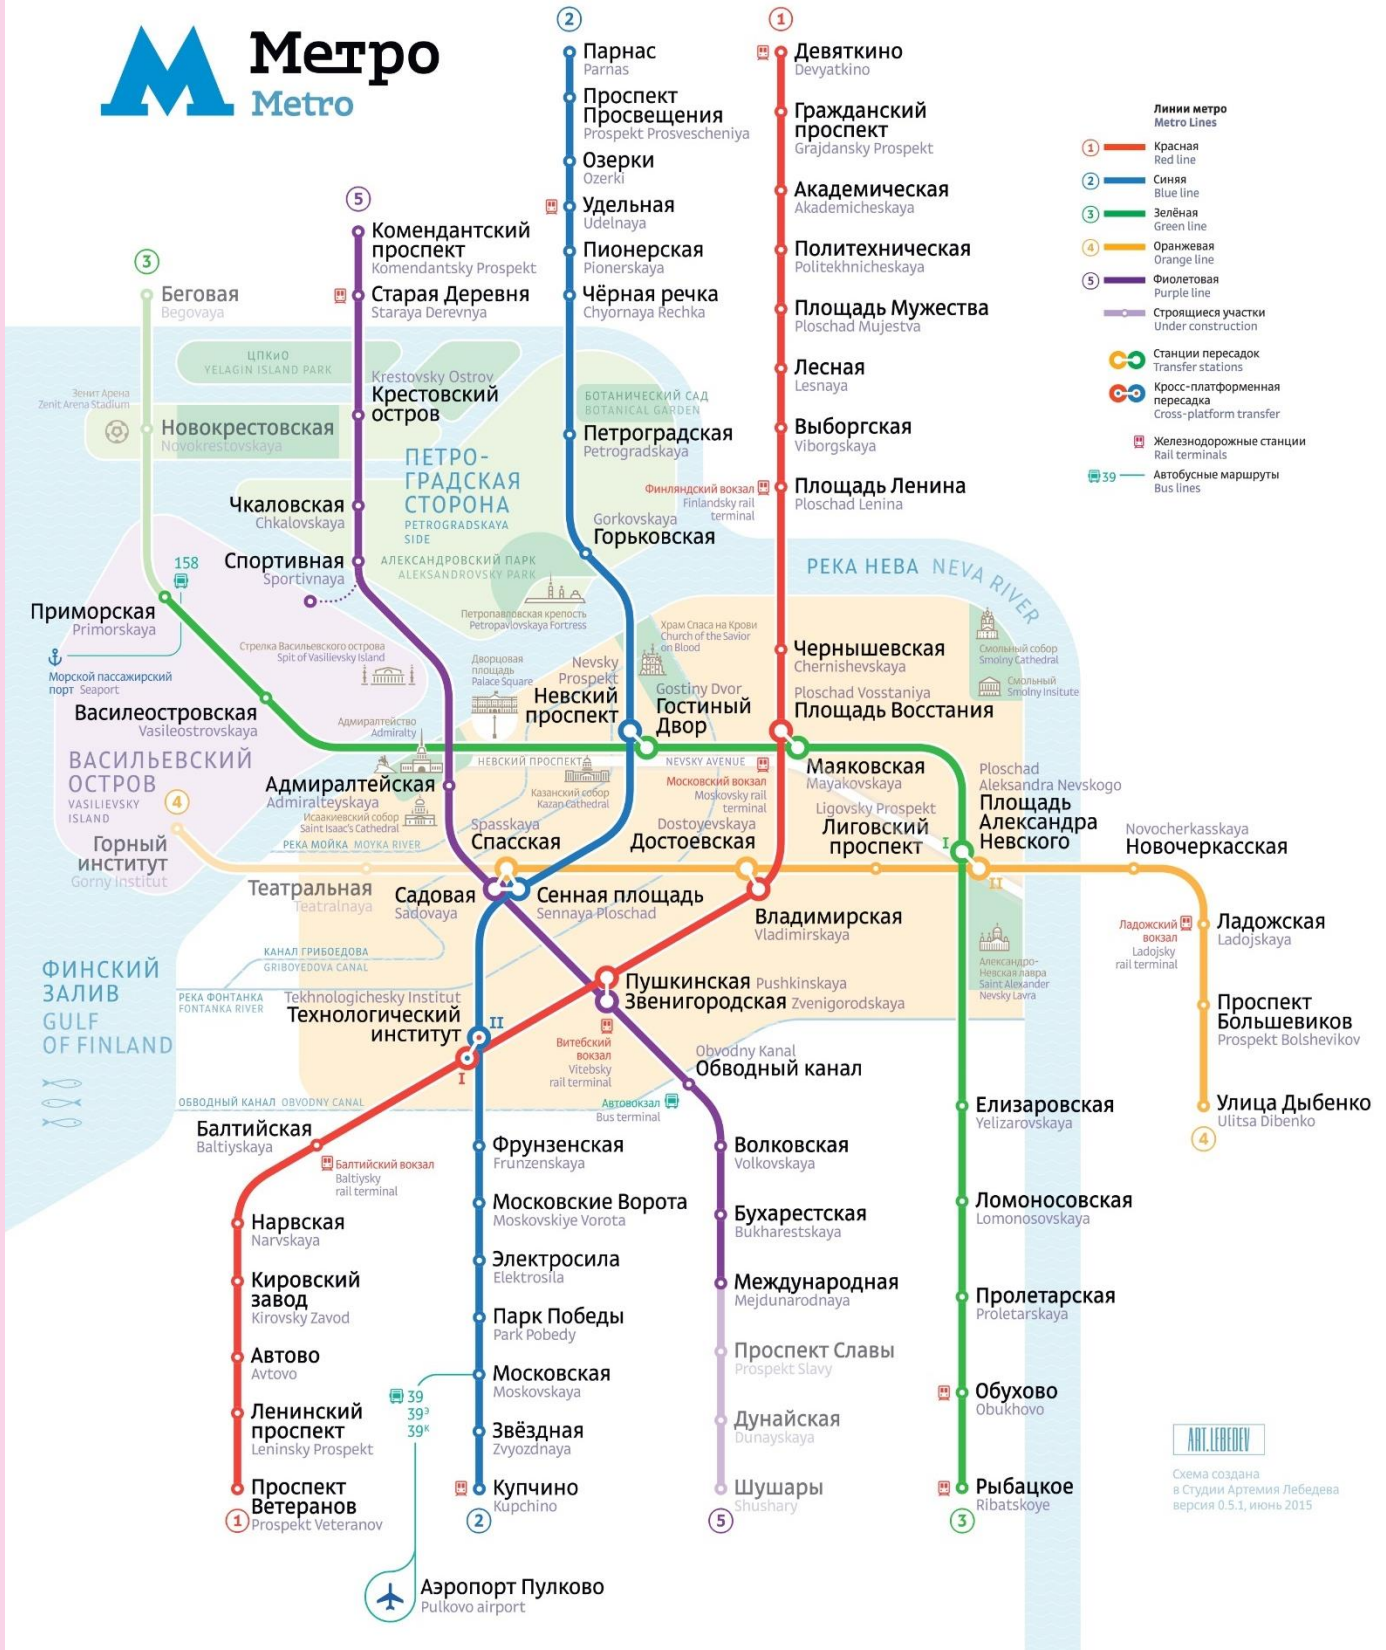 Метро
Metro
2
Парнас
Parnas
Проспект
Просвещения
Prospekt Prosvescheniya
Озерки
Ozerki
Удельная
Udelnaya
Пионерская
Pionerskaya
Чёрная речка
Chyornaya Rechka
1
Девяткино
Devyatkino
Гражданский
проспект
Grajdansky Prospekt
Академическая
Akademicheskaya
Политехническая
Politekhnicheskaya
Площадь Мужества
Ploschad Mujestva
Лесная
Lesnaya
Выборгская
Viborgskaya
Площадь Ленина
Ploschad Lenina
Финляндский вокзал
Finlandsky rail
terminal
Линии метро
Metro Lines
1
Красная
Red line
2
Синяя
Blue line
3
Зелёная
Green line
4
Оранжевая
Orange line
5
Фиолетовая
Purple line
Строящиеся участки
Under construction
Станции пересадок
Transfer stations
Кросс-платформенная
пересадка
Cross-platform transfer
Железнодорожные станции
Rail terminals
39
Автобусные маршруты
Bus lines
5
Комендантский
проспект
Komendantsky Prospekt
Старая Деревня
Staraya Derevnya
3
Беговая
Begovaya
ЦПКиО
YELAGIN ISLAND PARK
Krestovsky Ostrov
Крестовский
остров
Зенит Арена
Zenit Arena Stadium
Новокрестовская
Novokrestovskaya
БОТАНИЧЕСКИЙ САД
BOTANICAL GARDEN
Петроградская
Petrogradskaya
ПЕТРО-
ГРАДСКАЯ
СТОРОНА
PETROGRADSKAYA
SIDE
Чкаловская
Chkalovskaya
Gorkovskaya
Горьковская
Спортивная
Sportivnaya
АЛЕКСАНДРОВСКИЙ ПАРК
ALEKSANDROVSKY PARK
РЕКА НЕВА NEVA RIVER
158
Приморская
Primorskaya
Морской пассажирский
порт Seaport
Петропавловская крепость
Petropavlovskaya Fortress
Храм Спаса на Крови
Church of the Savior
on Blood
Стрелка Васильевского острова
Spit of Vasilievsky Island
Дворцовая
площадь
Palace Square
Nevsky
Prospekt
Невский
проспект
Gostiny Dvor
Гостиный
Двор
Чернышевская
Chernishevskaya
Ploschad Vosstaniya
Площадь Восстания
Смольный собор
Smolny Cathedral
Смольный
Smolny Insitute
Василеостровская
Vasileostrovskaya
Адмиралтейство
Admiralty
ВАСИЛЬЕВСКИЙ
ОСТРОВ
VASILIEVSKY
ISLAND
НЕВСКИЙ ПРОСПЕКТ
NEVSKY AVENUE
Московский вокзал
Moskovsky rail
terminal
Маяковская
Mayakovskaya
Адмиралтейская
Admiralteyskaya
Казанский собор
Kazan Cathedral
Исаакиевский собор
Saint Isaac's Cathedral
РЕКА МОЙКА MOYKA RIVER
4
Горный
институт
Gorny Institut
Spasskaya
Спасская
Dostoyevskaya
Достоевская
Ligovsky Prospekt
Лиговский
проспект
Ploschad
Aleksandra Nevskogo
Площадь
Александра
Невского
I
II
Novocherkasskaya
Новочеркасская
Театральная
Teatralnaya
Садовая
Sadovaya
Сенная площадь
Sennaya Ploschad
Владимирская
Vladimirskaya
Ладожский
вокзал
Ladojsky
rail terminal
Ладожская
Ladojskaya
КАНАЛ ГРИБОЕДОВА
GRIBOYEDOVA CANAL
Александро-
Невская лавра
Saint Alexander
Nevsky Lavra
ФИНСКИЙ
ЗАЛИВ
GULF
OF FINLAND
РЕКА ФОНТАНКА
FONTANKA RIVER
Пушкинская Pushkinskaya
Звенигородская Zvenigorodskaya
Tekhnologichesky Institut
Технологический
институт
II
I
Витебский
вокзал
Vitebsky
rail terminal
Проспект
Большевиков
Prospekt Bolshevikov
Obvodny Kanal
Обводный канал
ОБВОДНЫЙ КАНАЛ OBVODNY CANAL
Автовокзал
Bus terminal
Елизаровская
Yelizarovskaya
Улица Дыбенко
Ulitsa Dibenko
4
Балтийская
Baltiyskaya
Балтийский вокзал
Baltiysky
rail terminal
Фрунзенская
Frunzenskaya
Волковская
Volkovskaya
Нарвская
Narvskaya
Московские Ворота
Moskovskiye Vorota
Бухарестская
Bukharestskaya
Ломоносовская
Lomonosovskaya
Кировский
завод
Kirovsky Zavod
Электросила
Elektrosila
Международная
Mejdunarodnaya
Пролетарская
Proletarskaya
Автово
Avtovo
Парк Победы
Park Pobedy
Проспект Славы
Prospekt Slavy
39
39Э
39К
Московская
Moskovskaya
Обухово
Obukhovo
Ленинский
проспект
Leninsky Prospekt
Звёздная
Zvyozdnaya
Дунайская
Dunayskaya
Проспект
Ветеранов
Prospekt Veteranov
1
Купчино
Kupchino
2
Шушары
Shushary
5
Рыбацкое
Ribatskoye
3
ART.LEBEDEV
Схема создана
в Студии Артемия Лебедева
версия 0.5.1, июнь 2015
Аэропорт Пулково
Pulkovo airport